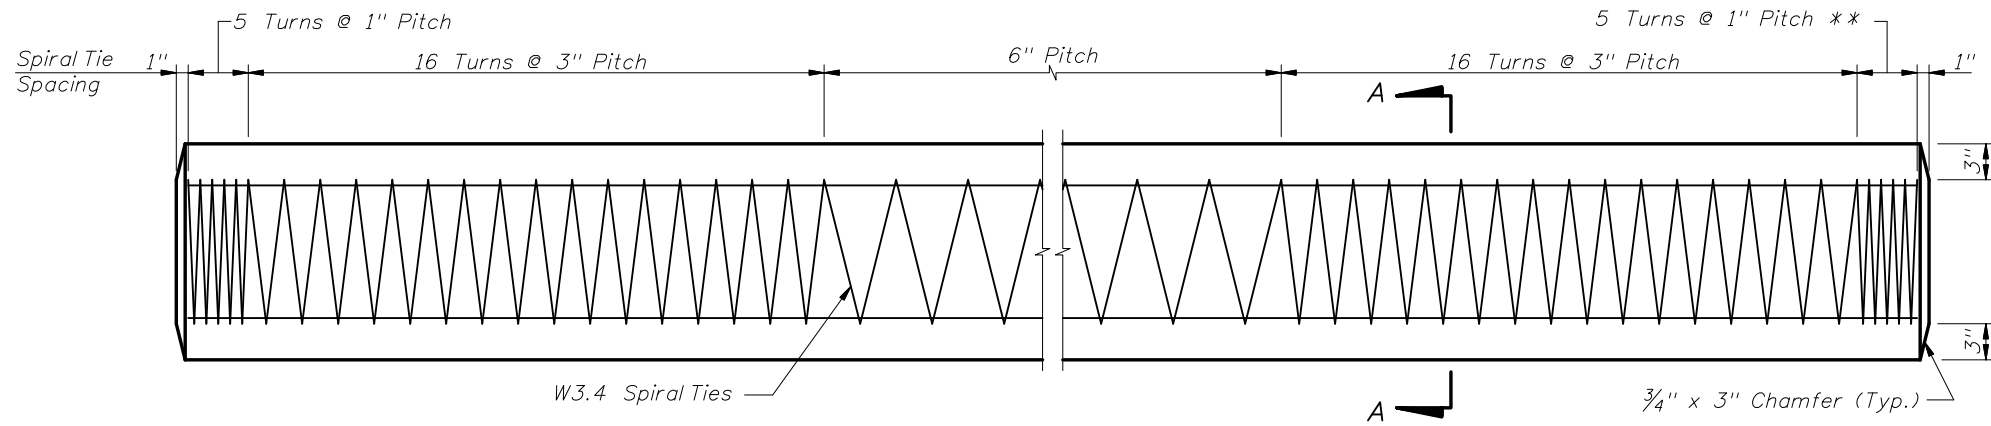 5 Turns @ 1" Pitch
5 Turns @ 1" Pitch **
Spiral Tie
Spacing
1"
16 Turns @ 3" Pitch
6" Pitch
16 Turns @ 3" Pitch
1"
A
3"
3"
W3.4 Spiral Ties
A
3/4" x 3" Chamfer (Typ.)